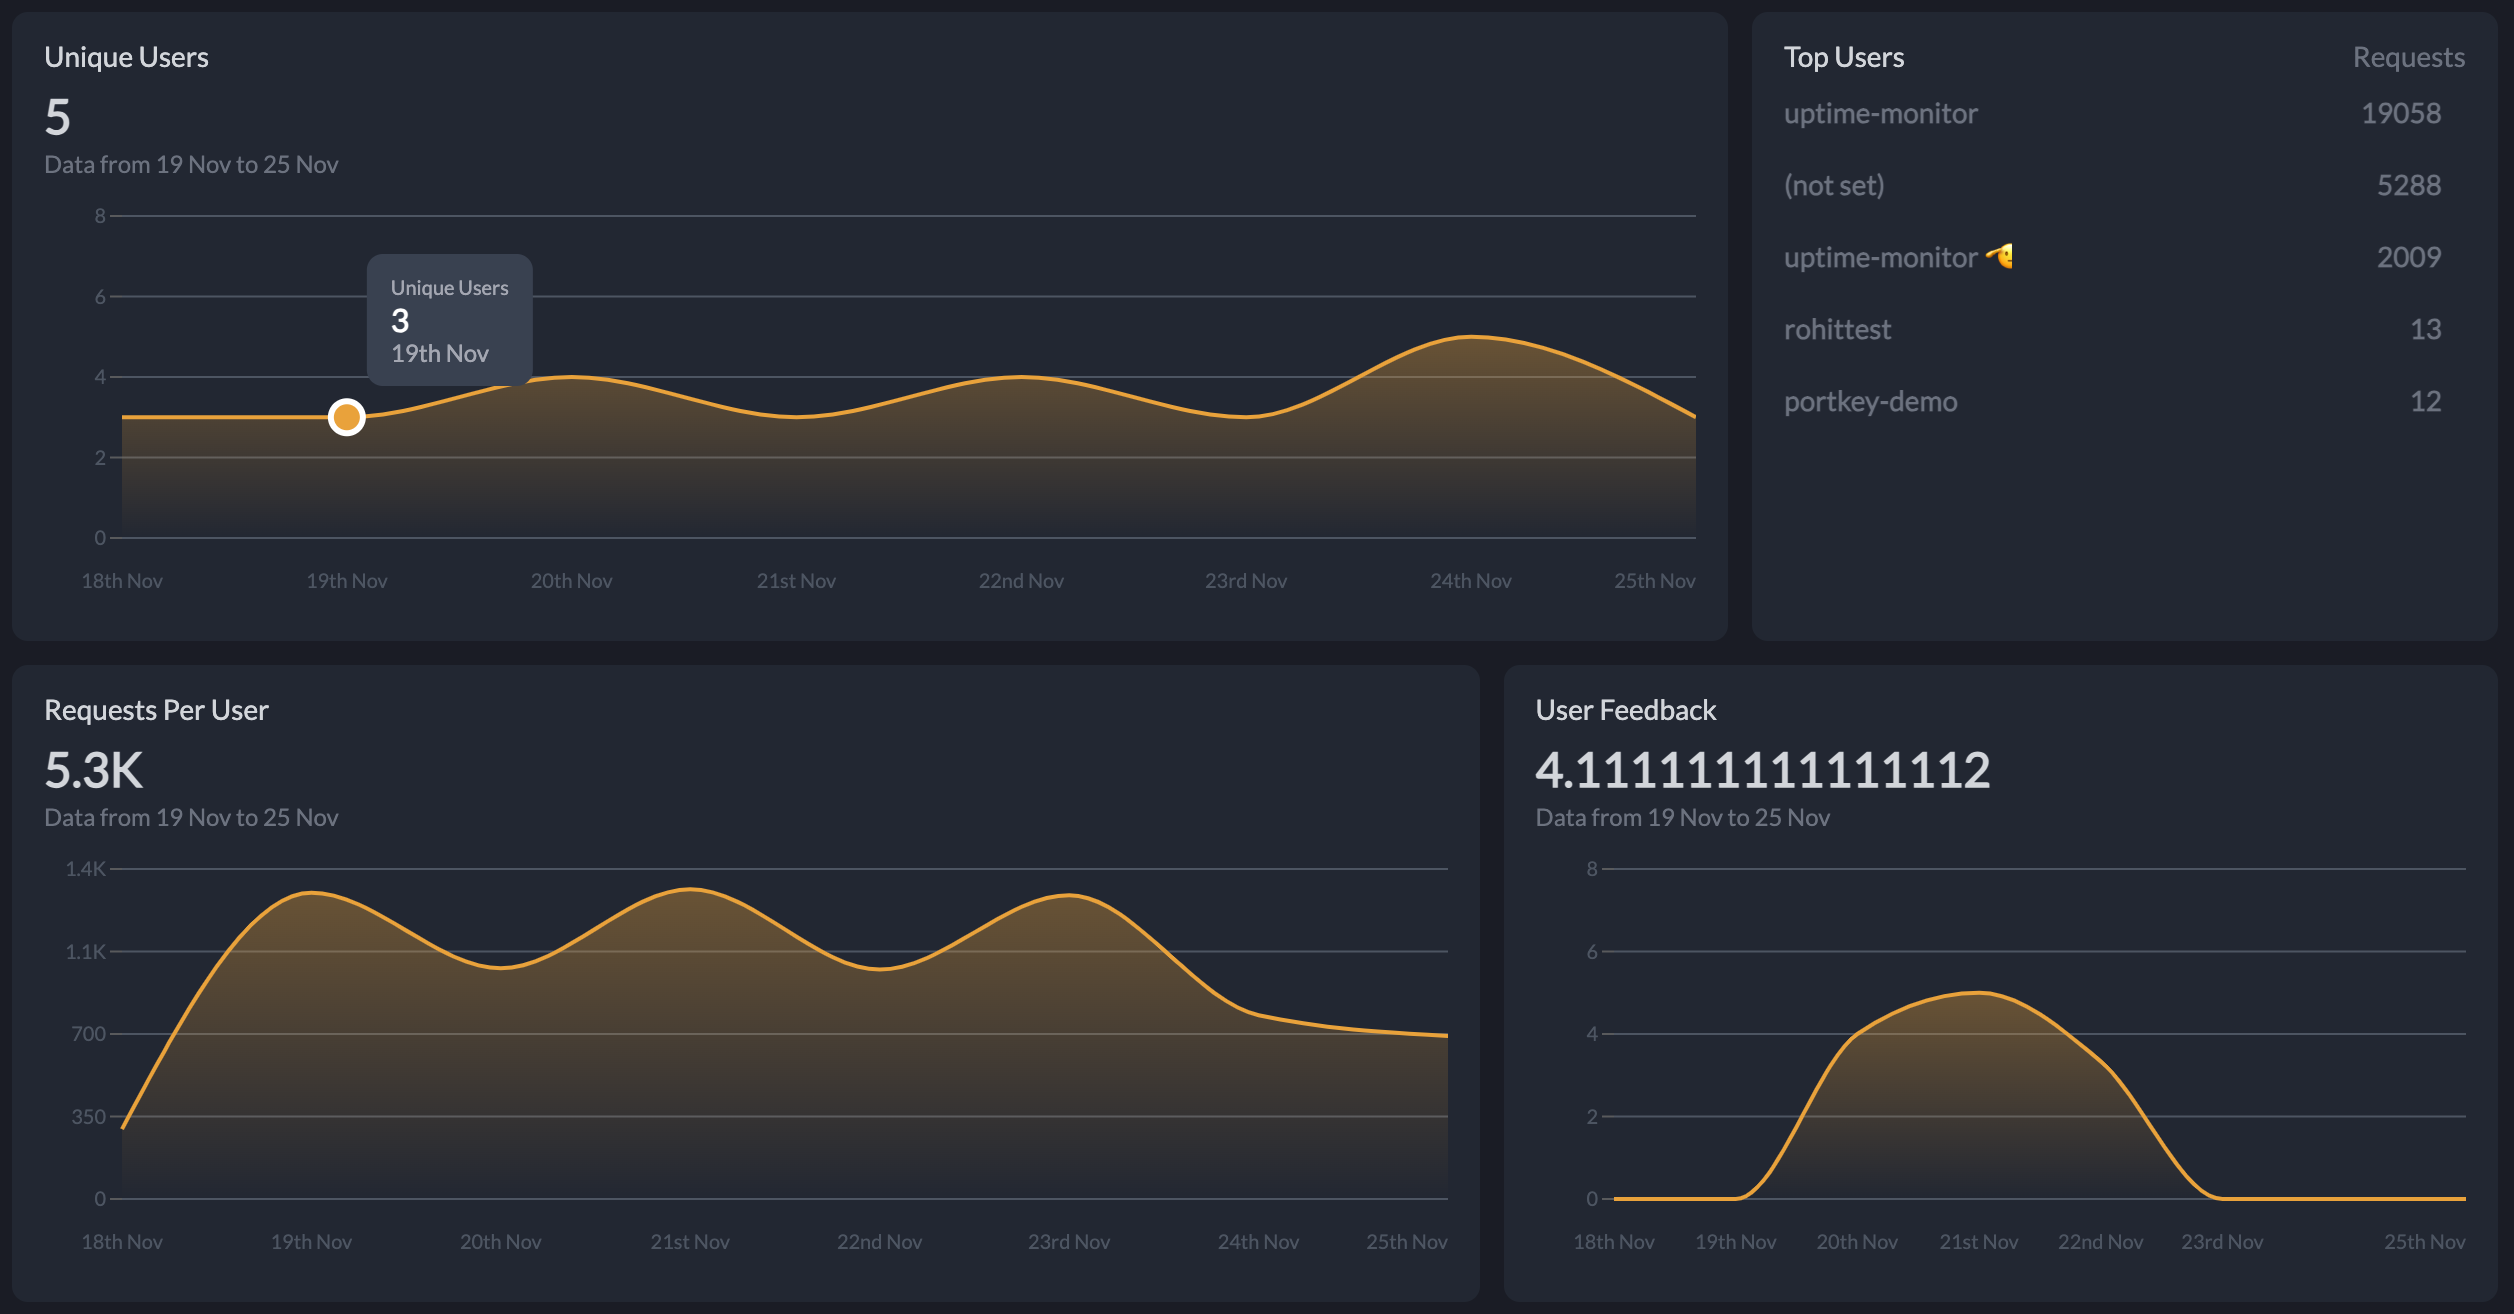 Unique Users
5
Data from 19 Nov to 25 Nov
8
6
4
2
0
Unique Users
3
19th Nov
18th Nov 19th Nov 20th Nov 21st Nov 22nd Nov 23rd Nov 24th Nov 25th Nov
Top Users Requests
uptime-monitor 19058
(not set) 5288
uptime-monitor 🫡 2009
rohittest 13
portkey-demo 12
Requests Per User
5.3K
Data from 19 Nov to 25 Nov
1.4K
1.1K
700
350
0
18th Nov 19th Nov 20th Nov 21st Nov 22nd Nov 23rd Nov 24th Nov 25th Nov
User Feedback
4.111111111111112
Data from 19 Nov to 25 Nov
8
6
4
2
0
18th Nov 19th Nov 20th Nov 21st Nov 22nd Nov 23rd Nov 25th Nov